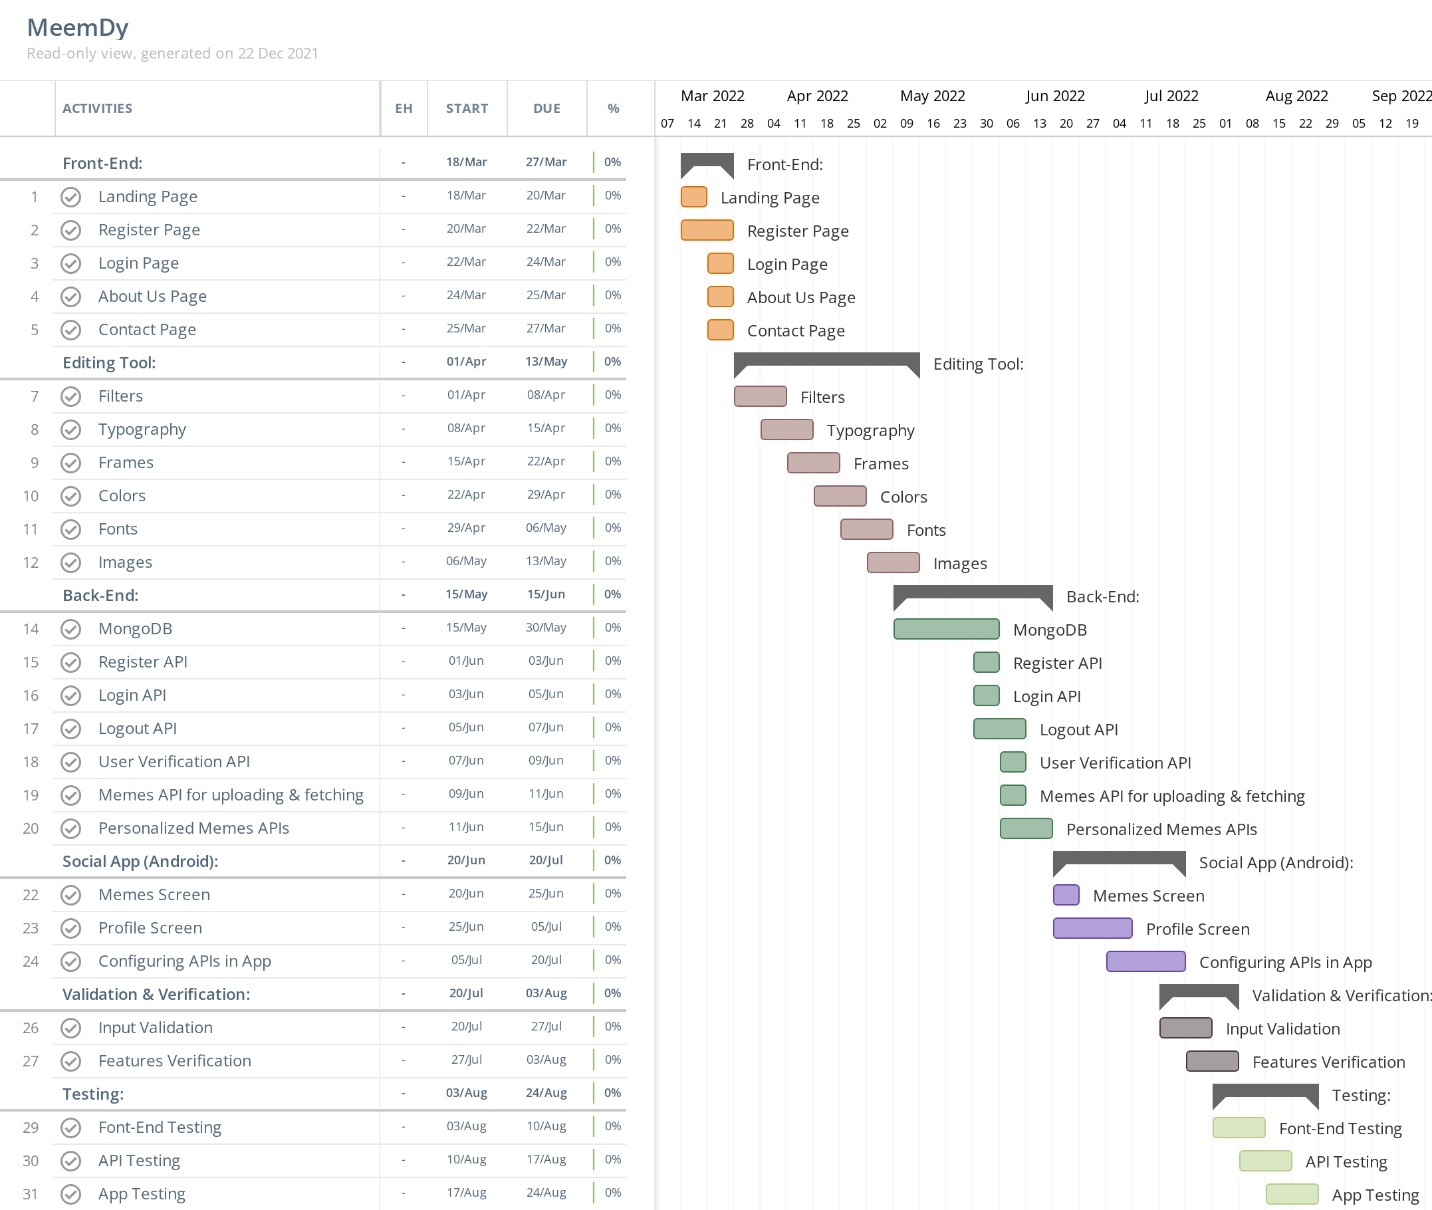 MeemDy
Read-only view, generated on 22 Dec 2021
ACTIVITIES EH START DUE % Mar 2022 Apr 2022 May 2022 Jun 2022 Jul 2022 Aug 2022 Sep 2022
07 14 21 28 04 11 18 25 02 09 16 23 30 06 13 20 27 04 11 18 25 01 08 15 22 29 05 12 19
Front-End: - 18/Mar 27/Mar 0% Front-End:
1 Landing Page - 18/Mar 20/Mar 0% Landing Page
2 Register Page - 20/Mar 22/Mar 0% Register Page
3 Login Page - 22/Mar 24/Mar 0% Login Page
4 About Us Page - 24/Mar 25/Mar 0% About Us Page
5 Contact Page - 25/Mar 27/Mar 0% Contact Page
Editing Tool: - 01/Apr 13/May 0% Editing Tool:
7 Filters - 01/Apr 08/Apr 0% Filters
8 Typography - 08/Apr 15/Apr 0% Typography
9 Frames - 15/Apr 22/Apr 0% Frames
10 Colors - 22/Apr 29/Apr 0% Colors
11 Fonts - 29/Apr 06/May 0% Fonts
12 Images - 06/May 13/May 0% Images
Back-End: - 15/May 15/Jun 0% Back-End:
14 MongoDB - 15/May 30/May 0% MongoDB
15 Register API - 01/Jun 03/Jun 0% Register API
16 Login API - 03/Jun 05/Jun 0% Login API
17 Logout API - 05/Jun 07/Jun 0% Logout API
18 User Verification API - 07/Jun 09/Jun 0% User Verification API
19 Memes API for uploading & fetching - 09/Jun 11/Jun 0% Memes API for uploading & fetching
20 Personalized Memes APIs - 11/Jun 15/Jun 0% Personalized Memes APIs
Social App (Android): - 20/Jun 20/Jul 0% Social App (Android):
22 Memes Screen - 20/Jun 25/Jun 0% Memes Screen
23 Profile Screen - 25/Jun 05/Jul 0% Profile Screen
24 Configuring APIs in App - 05/Jul 20/Jul 0% Configuring APIs in App
Validation & Verification: - 20/Jul 03/Aug 0% Validation & Verification:
26 Input Validation - 20/Jul 27/Jul 0% Input Validation
27 Features Verification - 27/Jul 03/Aug 0% Features Verification
Testing: - 03/Aug 24/Aug 0% Testing:
29 Font-End Testing - 03/Aug 10/Aug 0% Font-End Testing
30 API Testing - 10/Aug 17/Aug 0% API Testing
31 App Testing - 17/Aug 24/Aug 0% App Testing